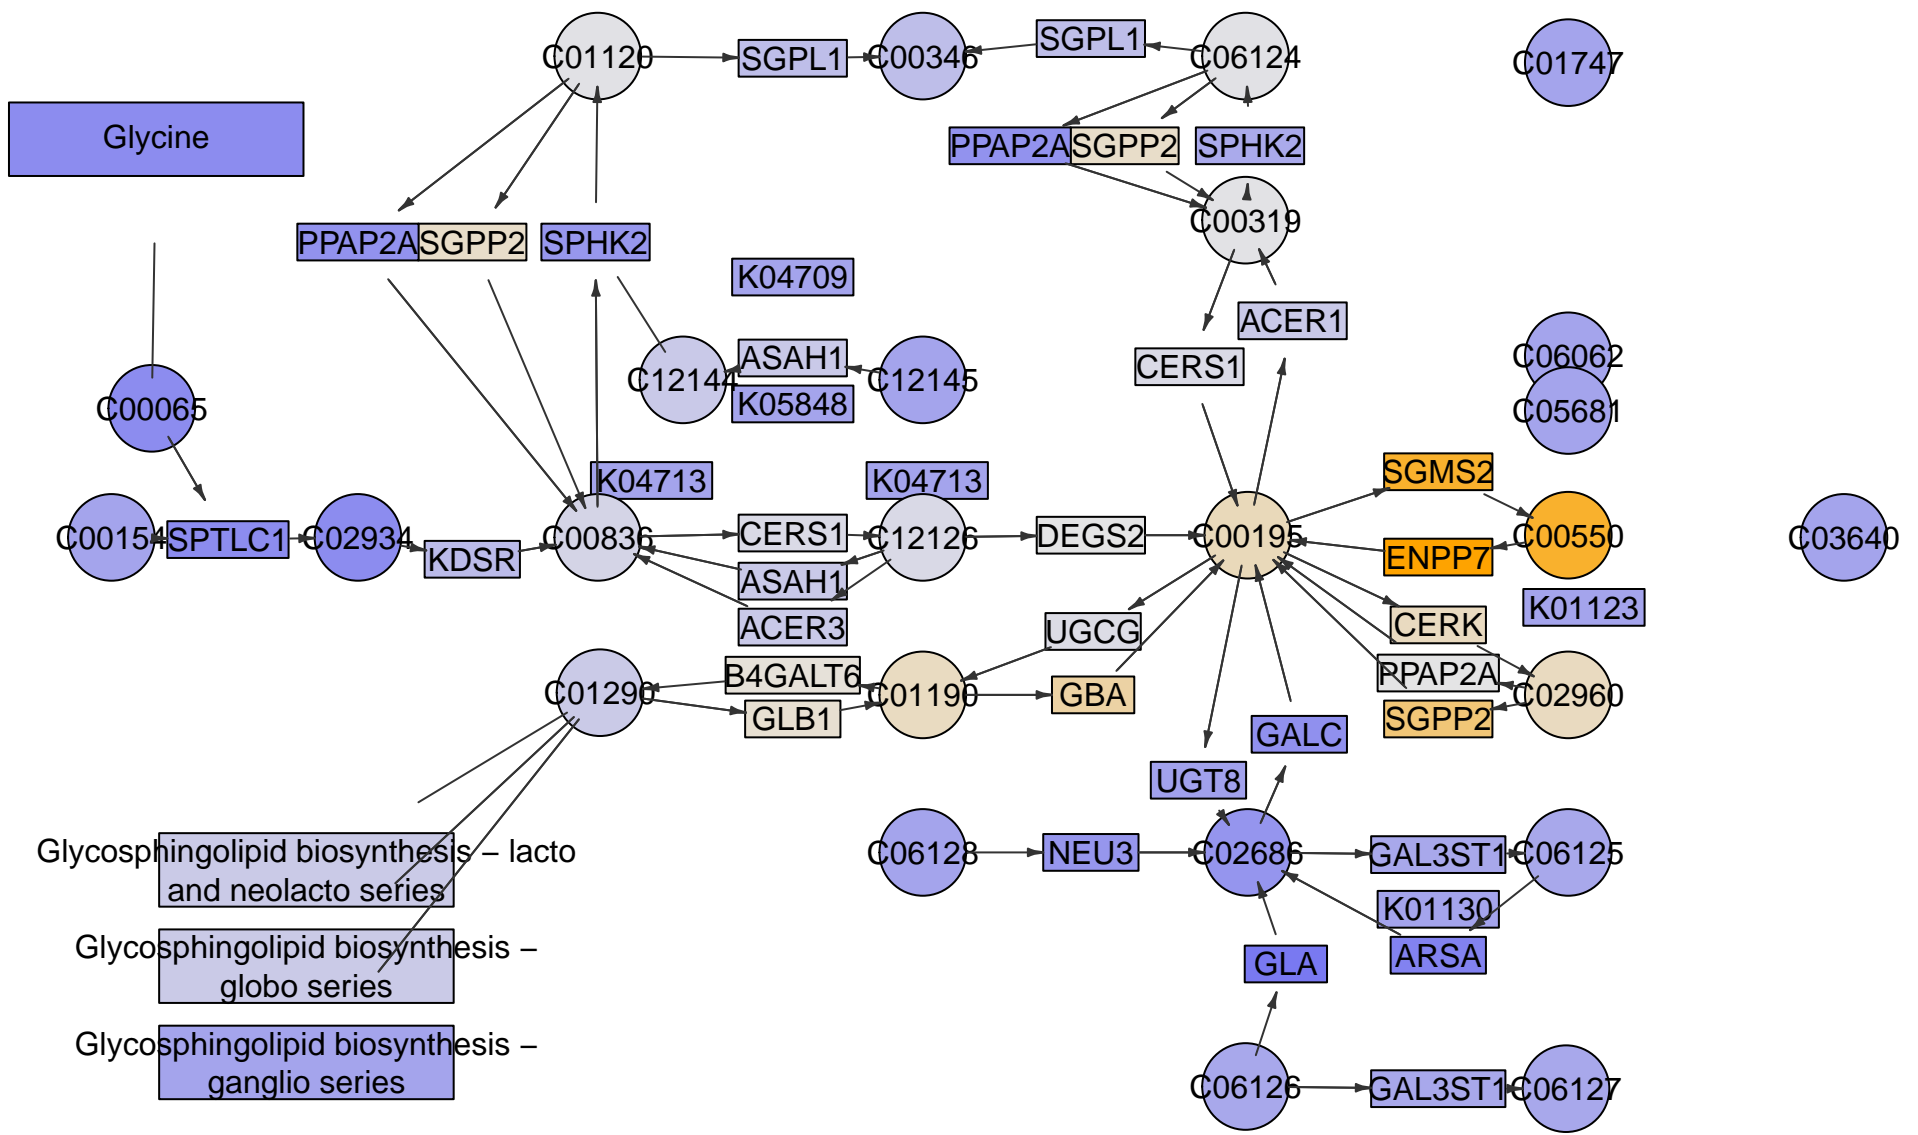 C01120
SGPL1
C00346
SGPL1
C06124
C01747
Glycine
PPAP2A
SGPP2
SPHK2
PPAP2A
SGPP2
SPHK2
C00319
K04709
ACER1
C12144
ASAH1
C12145
CERS1
C06062
K05848
C00065
C05681
K04713
K04713
SGMS2
C00154
SPTLC1
C02934
KDSR
C00836
CERS1
C12126
DEGS2
C00195
C00550
C03640
ENPP7
ASAH1
K01123
ACER3
UGCG
CERK
B4GALT6
PPAP2A
C01290
C01190
GBA
C02960
GLB1
SGPP2
GALC
UGT8
Glycosphingolipid biosynthesis – lacto
and neolacto series
C06128
NEU3
C02686
GAL3ST1
C06125
K01130
Glycosphingolipid biosynthesis –
globo series
GLA
ARSA
Glycosphingolipid biosynthesis –
ganglio series
C06126
GAL3ST1
C06127